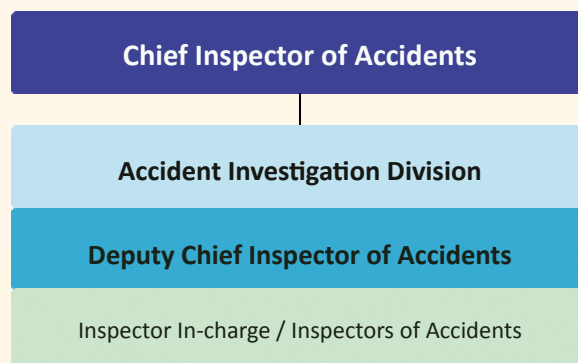 Chief Inspector of Accidents
Accident Investigation Division
Deputy Chief Inspector of Accidents
Inspector In-charge / Inspectors of Accidents